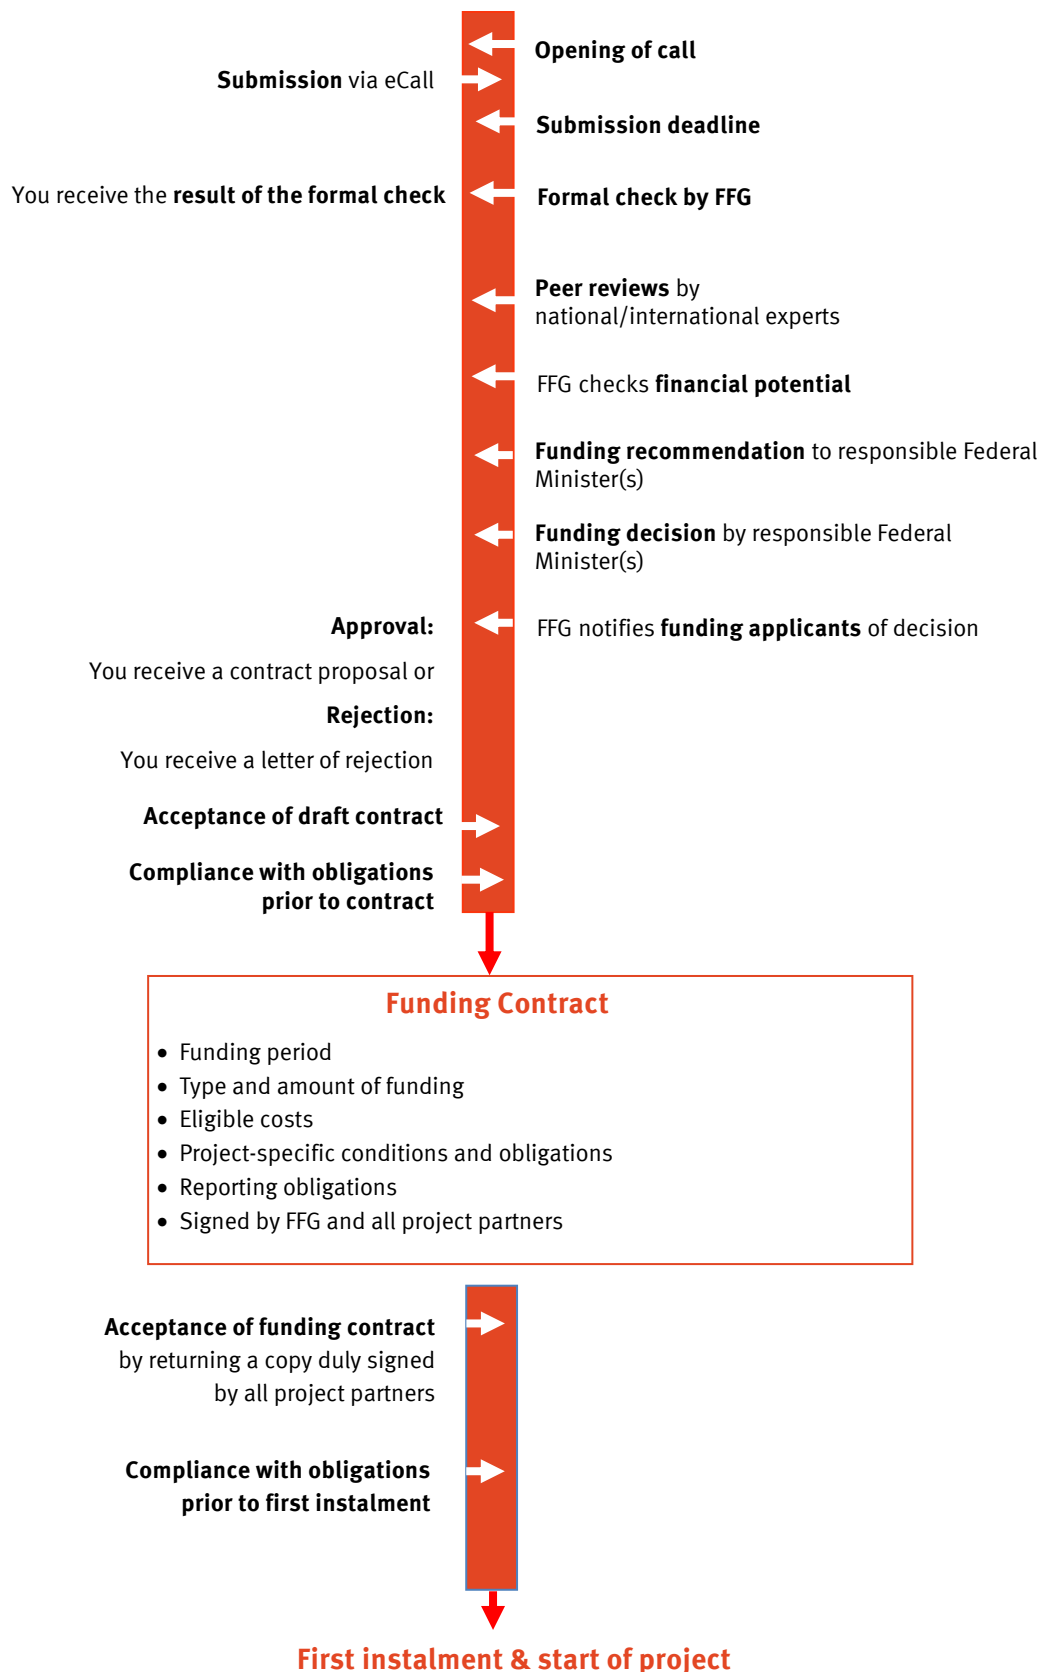 Opening of call
Submission via eCall
Submission deadline
You receive the result of the formal check
Formal check by FFG
Peer reviews by
national/international experts
FFG checks financial potential
Funding recommendation to responsible Federal
Minister(s)
Funding decision by responsible Federal
Minister(s)
Approval:
FFG notifies funding applicants of decision
You receive a contract proposal or
Rejection:
You receive a letter of rejection
Acceptance of draft contract
Compliance with obligations
prior to contract
Funding Contract
• Funding period
• Type and amount of funding
• Eligible costs
• Project-specific conditions and obligations
• Reporting obligations
• Signed by FFG and all project partners
Acceptance of funding contract
by returning a copy duly signed
by all project partners
Compliance with obligations
prior to first instalment
First instalment & start of project